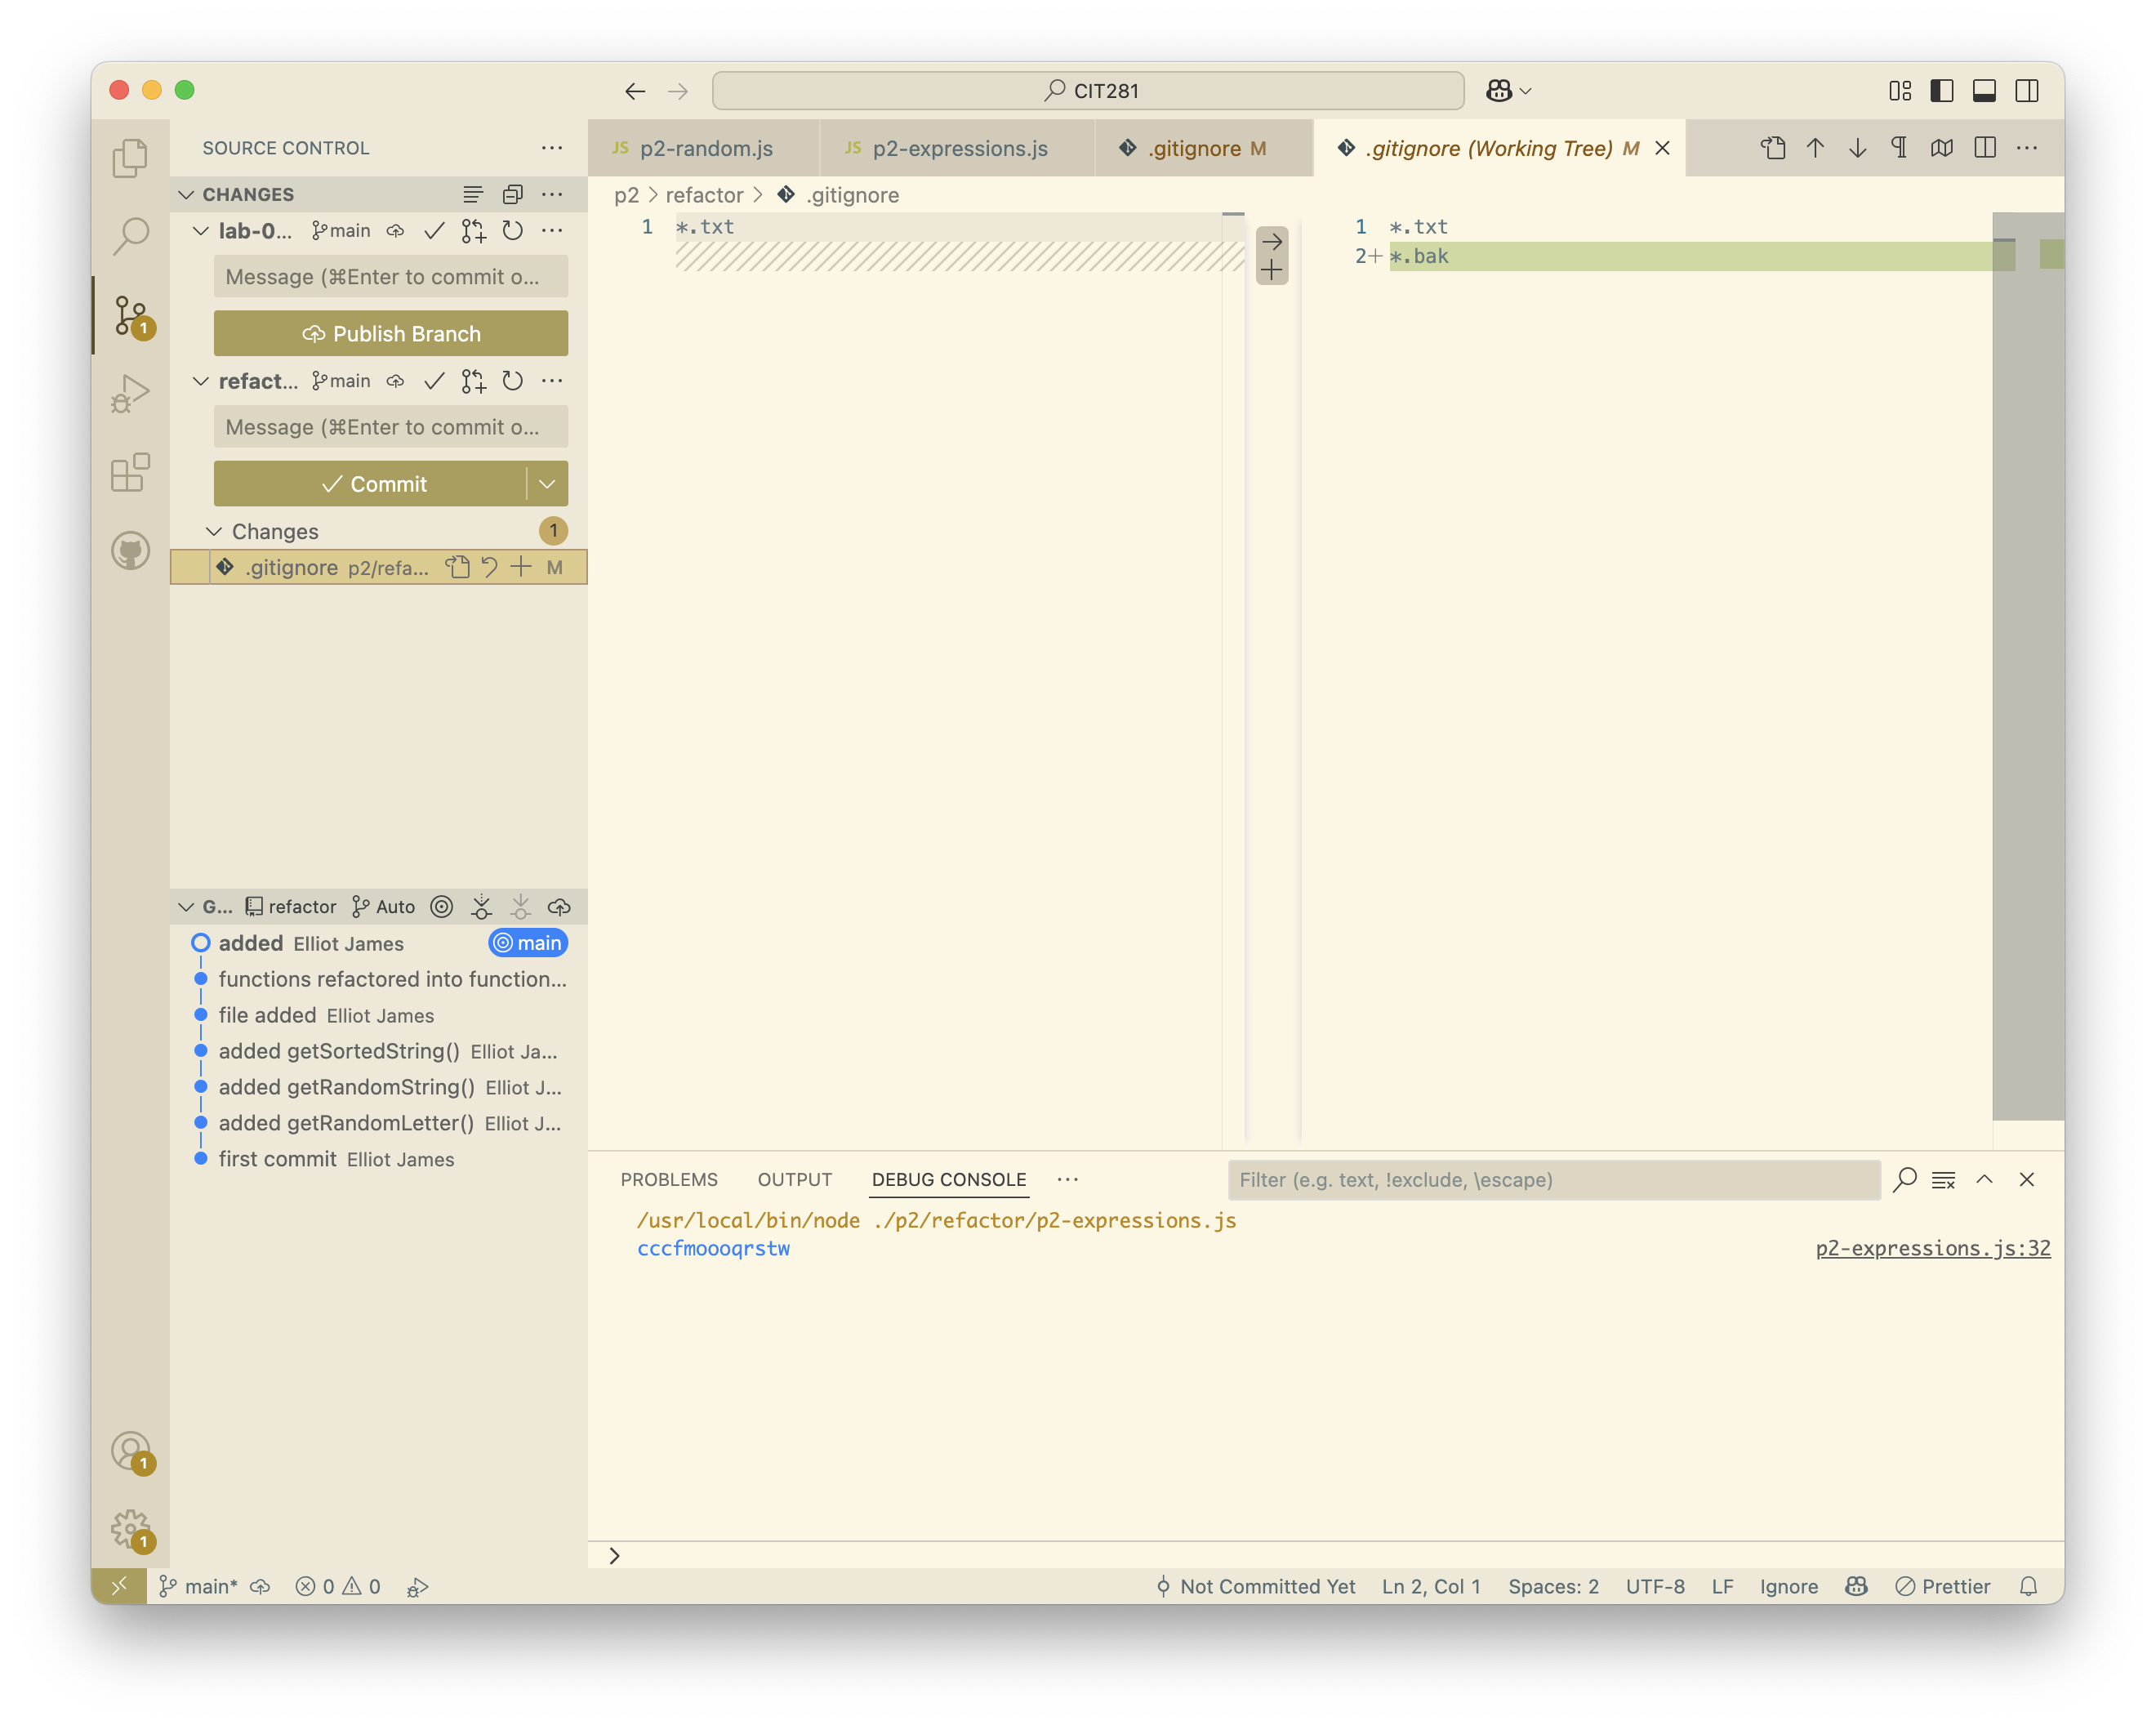 CIT281
SOURCE CONTROL
CHANGES
lab-0... main
Message (⌘Enter to commit o...
Publish Branch
refact... main
Message (⌘Enter to commit o...
Commit
Changes 1
.gitignore p2/refa... M
G... refactor Auto
added Elliot James main
functions refactored into function...
file added Elliot James
added getSortedString() Elliot Ja...
added getRandomString() Elliot J...
added getRandomLetter() Elliot J...
first commit Elliot James
1
1
1
JS p2-random.js JS p2-expressions.js .gitignore M .gitignore (Working Tree) M
p2 > refactor > .gitignore
1 *.txt
1 *.txt
2+ *.bak
PROBLEMS OUTPUT DEBUG CONSOLE Filter (e.g. text, !exclude, \escape)
/usr/local/bin/node ./p2/refactor/p2-expressions.js
cccfmoooqrstw p2-expressions.js:32
>
main* 0 0 Not Committed Yet Ln 2, Col 1 Spaces: 2 UTF-8 LF Ignore Prettier